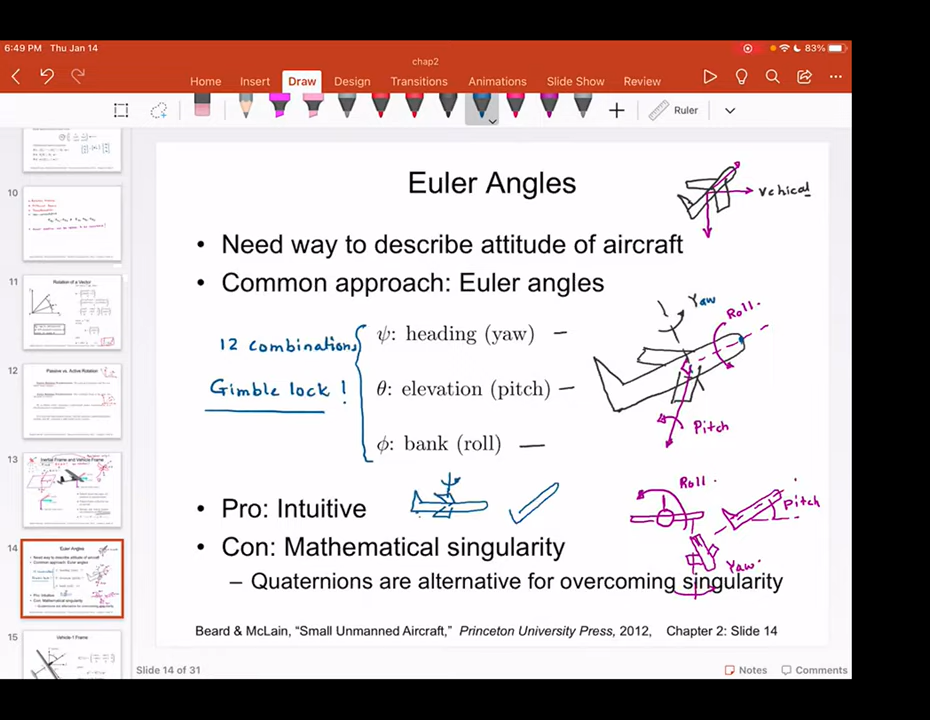 6:49 PM Thu Jan 14
83%
chap2
Home Insert Draw Design Transitions Animations Slide Show Review
Ruler
10
11
Rotation of a Vector
12
Passive vs. Active Rotation
13
Inertial Frame and Vehicle Frame
14
Euler Angles
15
Vehicle-1 Frame
Euler Angles
Vehical
• Need way to describe attitude of aircraft
• Common approach: Euler angles
Yaw
Roll.
12 combinations
ψ: heading (yaw) –
Gimble lock !
θ: elevation (pitch) –
Pitch
ϕ: bank (roll) —
Roll.
Pitch
• Pro: Intuitive
• Con: Mathematical singularity
Yaw.
– Quaternions are alternative for overcoming singularity
Beard & McLain, “Small Unmanned Aircraft,” Princeton University Press, 2012, Chapter 2: Slide 14
Slide 14 of 31
Notes Comments